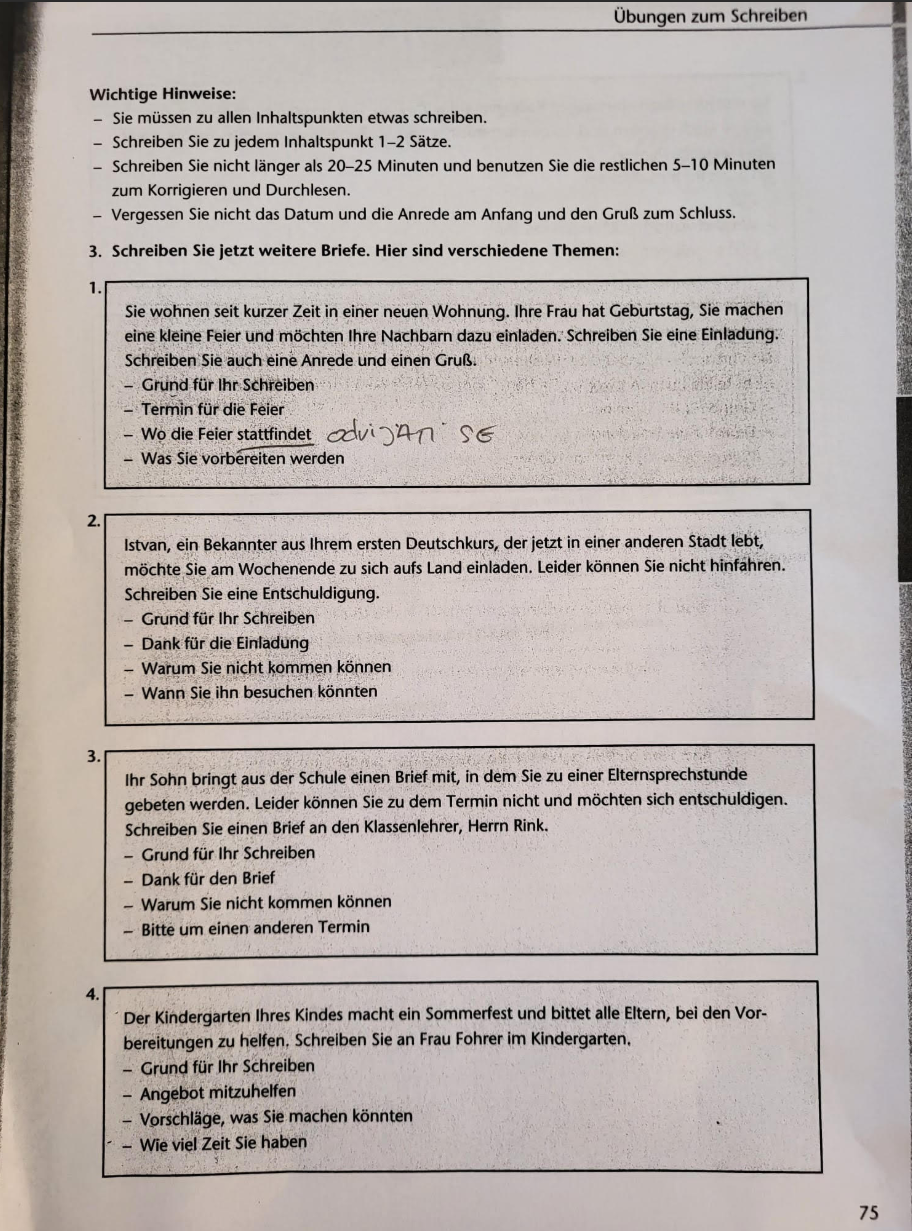 Übungen zum Schreiben
Wichtige Hinweise:
– Sie müssen zu allen Inhaltspunkten etwas schreiben.
– Schreiben Sie zu jedem Inhaltspunkt 1–2 Sätze.
– Schreiben Sie nicht länger als 20–25 Minuten und benutzen Sie die restlichen 5–10 Minuten
zum Korrigieren und Durchlesen.
– Vergessen Sie nicht das Datum und die Anrede am Anfang und den Gruß zum Schluss.
3. Schreiben Sie jetzt weitere Briefe. Hier sind verschiedene Themen:
1.
Sie wohnen seit kurzer Zeit in einer neuen Wohnung. Ihre Frau hat Geburtstag, Sie machen
eine kleine Feier und möchten Ihre Nachbarn dazu einladen. Schreiben Sie eine Einladung.
Schreiben Sie auch eine Anrede und einen Gruß.
– Grund für Ihr Schreiben
– Termin für die Feier
– Wo die Feier stattfindet odvijati se
– Was Sie vorbereiten werden
2.
Istvan, ein Bekannter aus Ihrem ersten Deutschkurs, der jetzt in einer anderen Stadt lebt,
möchte Sie am Wochenende zu sich aufs Land einladen. Leider können Sie nicht hinfahren.
Schreiben Sie eine Entschuldigung.
– Grund für Ihr Schreiben
– Dank für die Einladung
– Warum Sie nicht kommen können
– Wann Sie ihn besuchen könnten
3.
Ihr Sohn bringt aus der Schule einen Brief mit, in dem Sie zu einer Elternsprechstunde
gebeten werden. Leider können Sie zu dem Termin nicht und möchten sich entschuldigen.
Schreiben Sie einen Brief an den Klassenlehrer, Herrn Rink.
– Grund für Ihr Schreiben
– Dank für den Brief
– Warum Sie nicht kommen können
– Bitte um einen anderen Termin
4.
Der Kindergarten Ihres Kindes macht ein Sommerfest und bittet alle Eltern, bei den Vor-
bereitungen zu helfen. Schreiben Sie an Frau Fohrer im Kindergarten.
– Grund für Ihr Schreiben
– Angebot mitzuhelfen
– Vorschläge, was Sie machen könnten
– Wie viel Zeit Sie haben
75